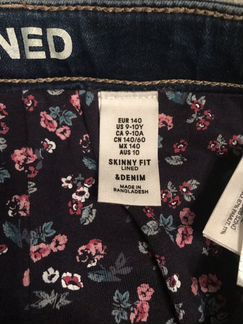 NED
EUR 140
US 9-10Y
CA 9-10A
CN 140/60
MX 140
AUS 10
SKINNY FIT
LINED
&DENIM
MADE IN
BANGLADESH